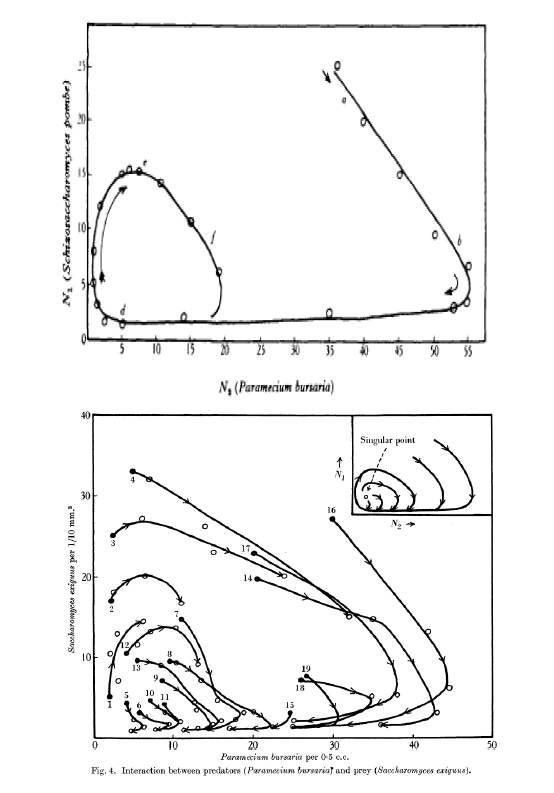 N₂ (Schizosaccharomyces pombe)
25
20
15
10
5
0
a
b
d
e
f
5 10 15 20 25 30 35 40 45 50 55
N₃ (Paramecium bursaria)
40
30
20
10
Saccharomyces exiguus per 1/10 mm.³
4
3
17
14
16
2
7
12
13
8
9
10
11
5
6
1
19
18
15
Singular point
N₁
N₂
0 10 20 30 40 50
Paramecium bursaria per 0·5 c.c.
Fig. 4. Interaction between predators (Paramecium bursaria) and prey (Saccharomyces exiguus).